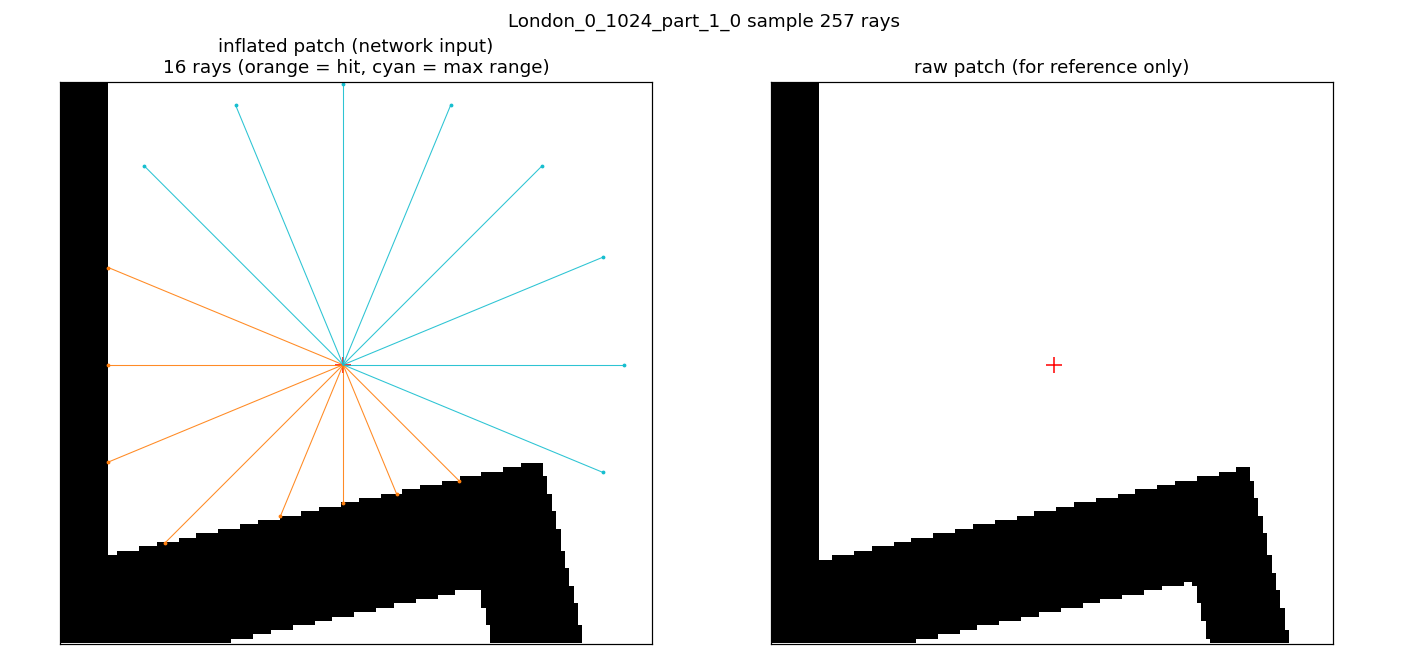 London_0_1024_part_1_0 sample 257 rays
inflated patch (network input)
16 rays (orange = hit, cyan = max range)
raw patch (for reference only)